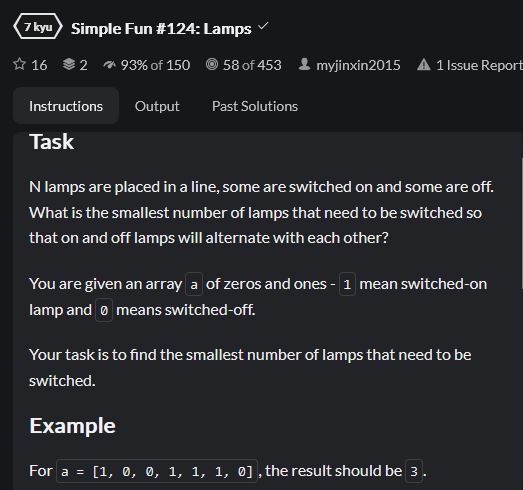 7 kyu Simple Fun #124: Lamps
16 2 93% of 150 58 of 453 myjinxin2015 1 Issue Report
Instructions Output Past Solutions
Task
N lamps are placed in a line, some are switched on and some are off.
What is the smallest number of lamps that need to be switched so
that on and off lamps will alternate with each other?
You are given an array a of zeros and ones - 1 mean switched-on
lamp and 0 means switched-off.
Your task is to find the smallest number of lamps that need to be
switched.
Example
For a = [1, 0, 0, 1, 1, 1, 0], the result should be 3.